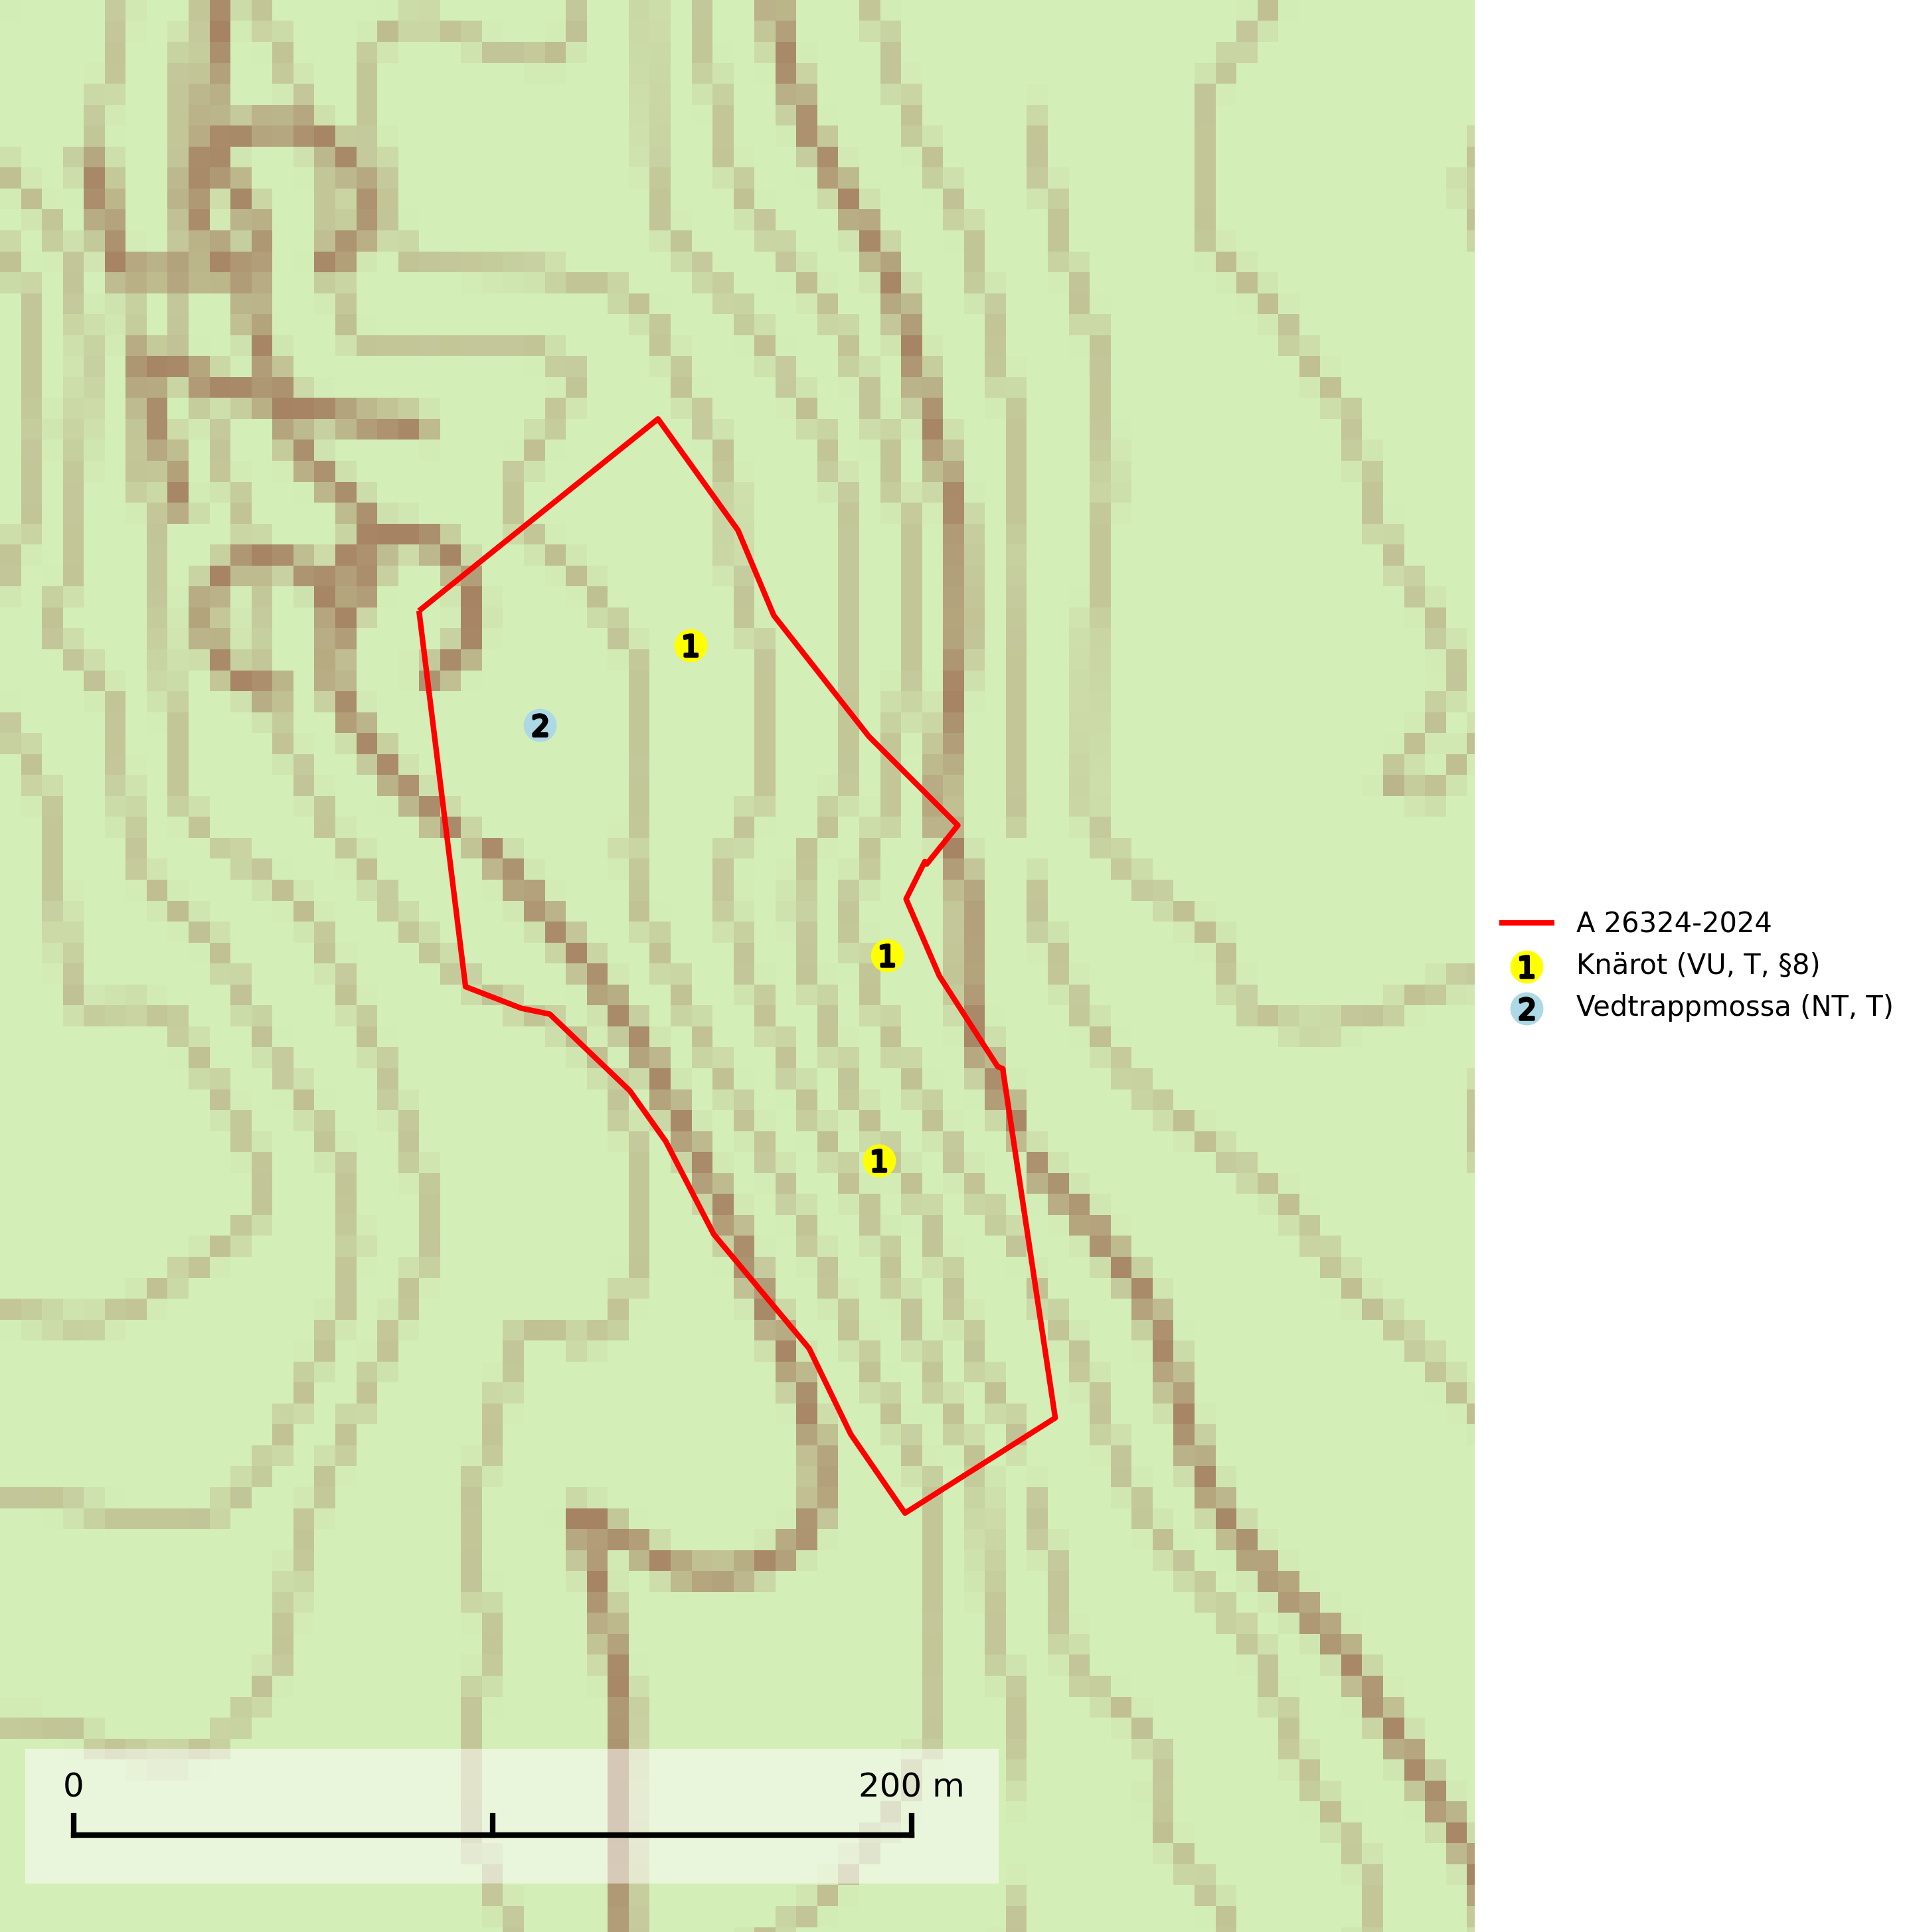 1
2
1
1
A 26324-2024
1 Knärot (VU, T, §8)
2 Vedtrappmossa (NT, T)
0 200 m